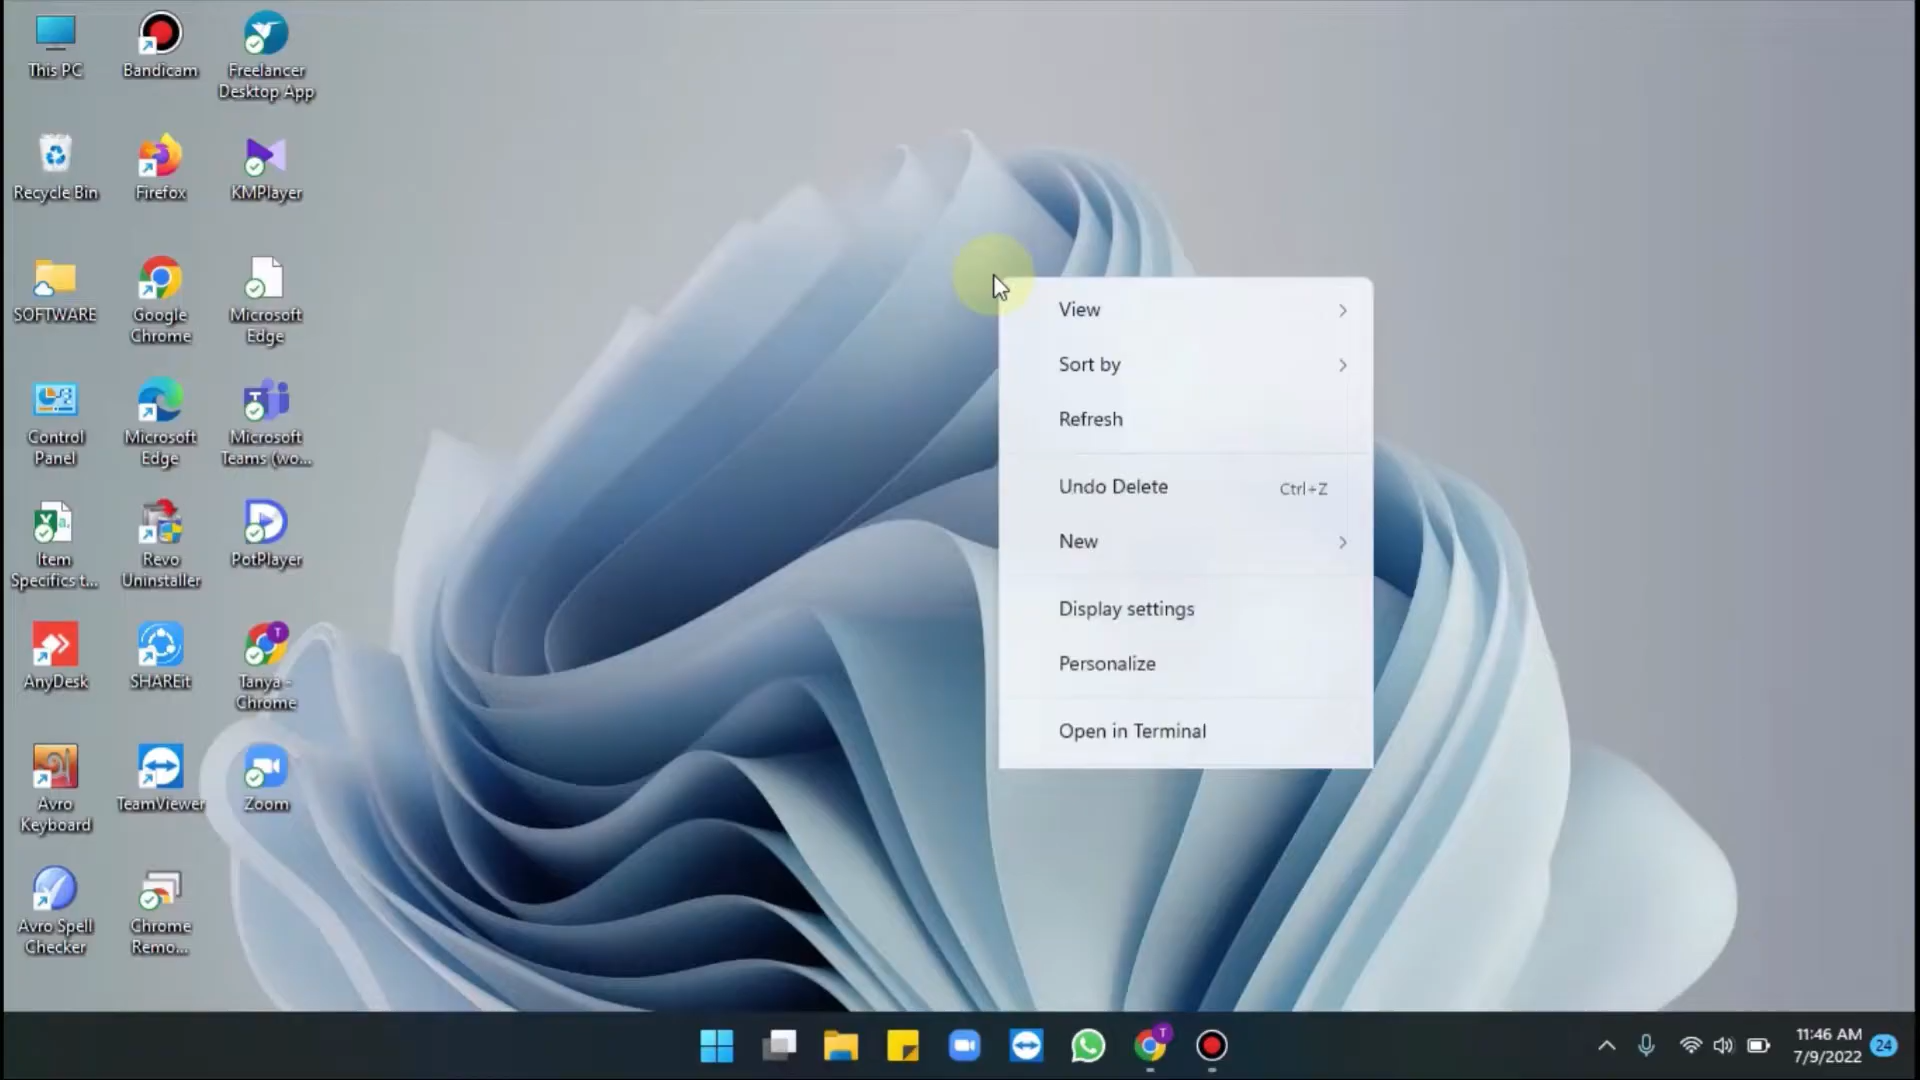 This PC
Bandicam
Freelancer
Desktop App
Recycle Bin
Firefox
KMPlayer
SOFTWARE
Google
Chrome
Microsoft
Edge
Control
Panel
Microsoft
Edge
Microsoft
Teams (wo...
Item
Specifics t...
Revo
Uninstaller
PotPlayer
AnyDesk
SHAREit
Tanya -
Chrome
Avro
Keyboard
TeamViewer
Zoom
Avro Spell
Checker
Chrome
Remo...
View
Sort by
Refresh
Undo Delete Ctrl+Z
New
Display settings
Personalize
Open in Terminal
T
T
11:46 AM
7/9/2022
24